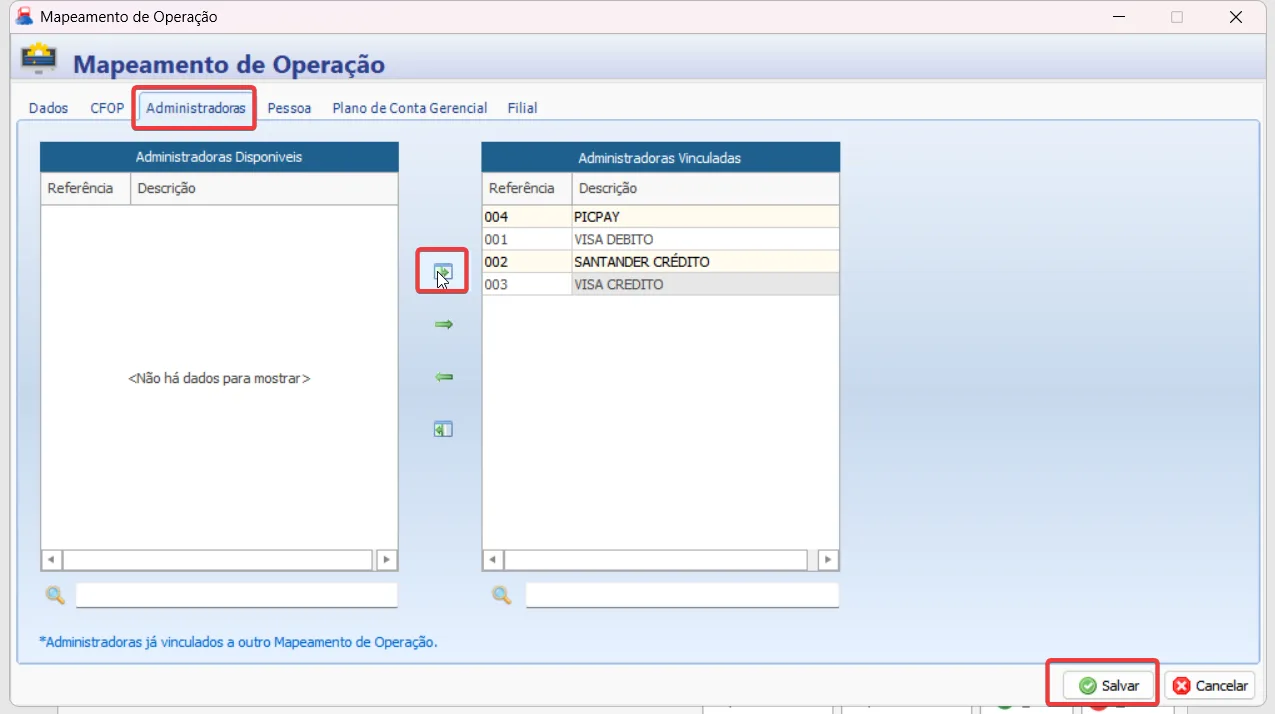 Mapeamento de Operação
Mapeamento de Operação
Dados CFOP Administradoras Pessoa Plano de Conta Gerencial Filial
Administradoras Disponiveis
Referência Descrição
<Não há dados para mostrar>
Administradoras Vinculadas
Referência Descrição
004 PICPAY
001 VISA DEBITO
002 SANTANDER CRÉDITO
003 VISA CREDITO
*Administradoras já vinculados a outro Mapeamento de Operação.
Salvar Cancelar